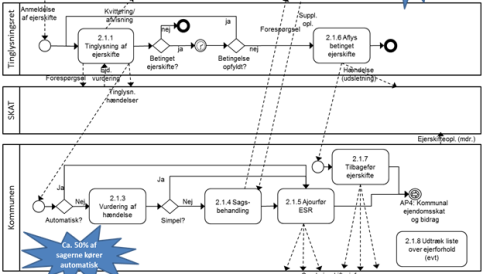 Anmeldelse
af ejerskifte
Kvittering/
afvisning
ja
Suppl.
opl.
Forespørgsel
nej
Tinglysningsret
2.1.1
Tinglysning af
ejerskifte
ja
Betinget
ejerskifte?
Betingelse
opfyldt?
nej
2.1.6 Aflys
betinget
ejerskifte
Forespørgsel
vurdering
Tinglysn.
hændelser
Hændelse
(udsletning)
SKAT
Ejerskifteopl. (mdr.)
Kommunen
Ja
Ja
2.1.7
Tilbagefør
ejerskifte
Nej
2.1.3
Vurdering af
hændelse
Nej
2.1.4 Sags-
behandling
2.1.5 Ajourfør
ESR
Automatisk?
Simpel?
AP4: Kommunal
ejendomsskat
og bidrag
2.1.8 Udtræk liste
over ejerforhold
(evt)
Ca. 50% af
sagerne kører
automatisk